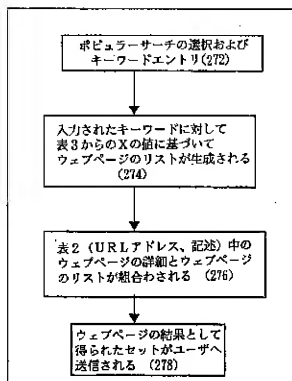 ポピュラーサーチの選択および
キーワードエントリ(272)
入力されたキーワードに対して
表3からのXの値に基づいて
ウェブページのリストが生成される
(274)
表2(URLアドレス、記述)中の
ウェブページの詳細とウェブページ
のリストが組合わされる (276)
ウェブページの結果として
得られたセットがユーザへ
送信される (278)